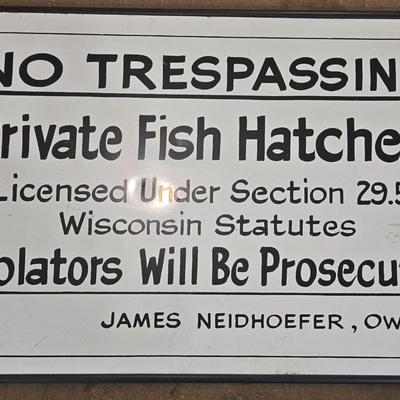 NO TRESPASSIN
rivate Fish Hatche
Licensed Under Section 29.5
Wisconsin Statutes
olators Will Be Prosecut
JAMES NEIDHOEFER, OW